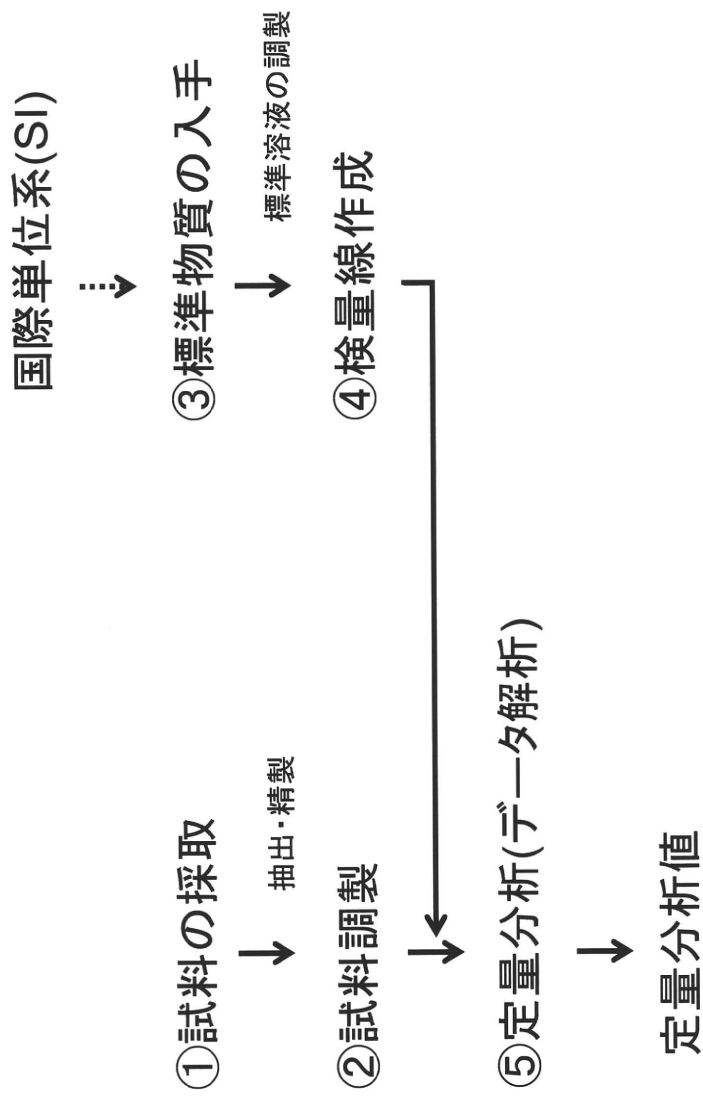 国際単位系(SI)
①試料の採取
③標準物質の入手
抽出・精製
標準溶液の調製
②試料調製
④検量線作成
⑤定量分析(データ解析)
定量分析値